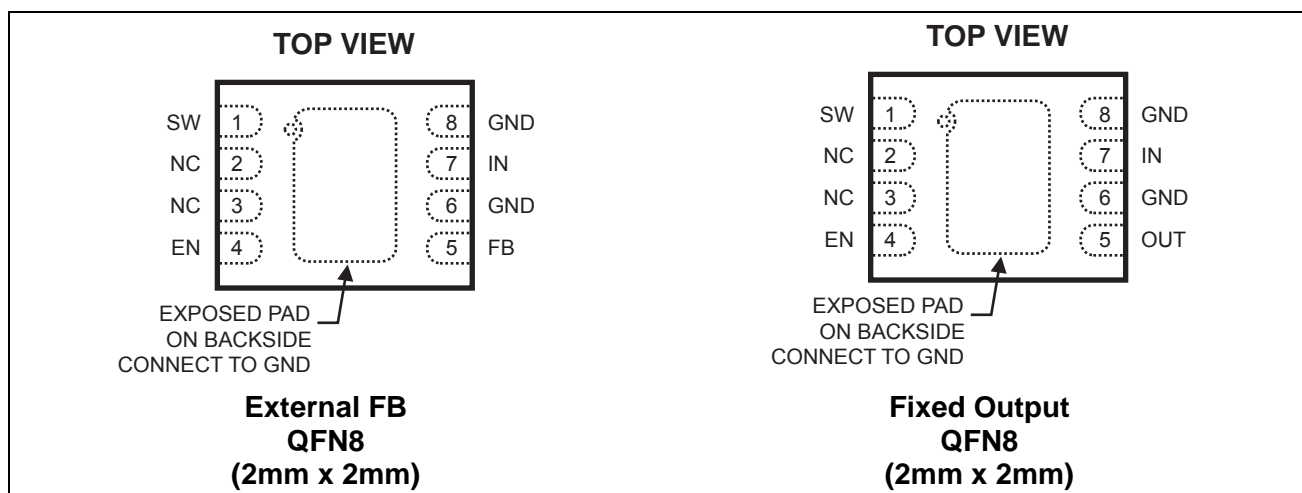 TOP VIEW
SW 1 8 GND
NC 2 7 IN
NC 3 6 GND
EN 4 5 FB
EXPOSED PAD
ON BACKSIDE
CONNECT TO GND
External FB
QFN8
(2mm x 2mm)
TOP VIEW
SW 1 8 GND
NC 2 7 IN
NC 3 6 GND
EN 4 5 OUT
EXPOSED PAD
ON BACKSIDE
CONNECT TO GND
Fixed Output
QFN8
(2mm x 2mm)